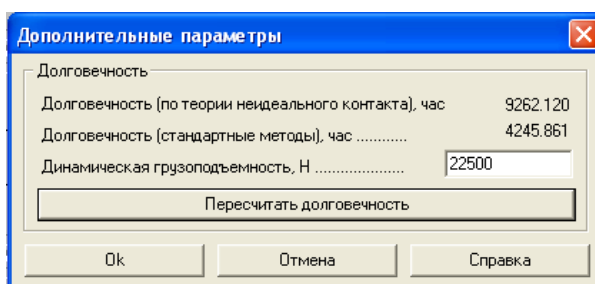 Дополнительные параметры
Долговечность
Долговечность (по теории неидеального контакта), час 9262.120
Долговечность (стандартные методы), час ............ 4245.861
Динамическая грузоподъемность, Н ..................... 22500
Пересчитать долговечность
Ok Отмена Справка